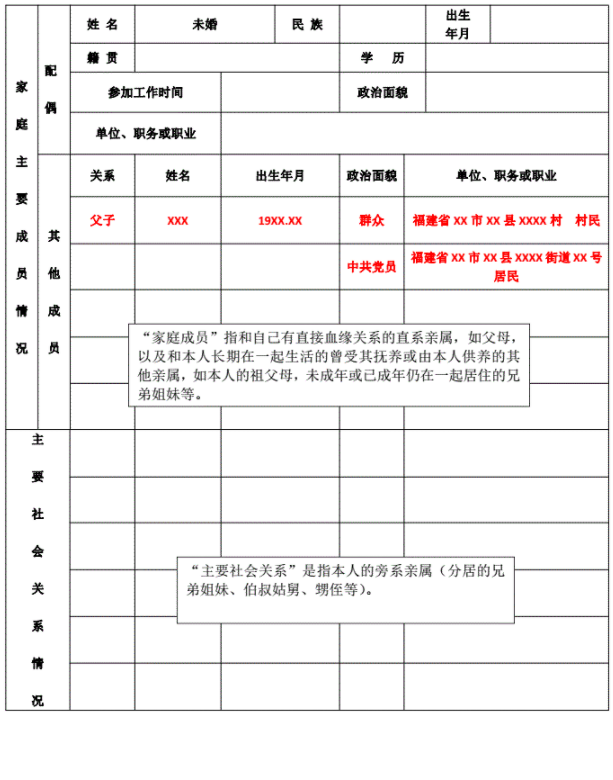 姓 名 未婚 民 族 出生
年月
籍 贯 学 历
参加工作时间 政治面貌
单位、职务或职业
配偶
家庭主要成员情况
关系 姓名 出生年月 政治面貌 单位、职务或职业
父子 XXX 19XX.XX 群众 福建省 XX 市 XX 县 XXXX 村 村民
中共党员 福建省 XX 市 XX 县 XXXX 街道 XX 号
居民
其他成员
“家庭成员”指和自己有直接血缘关系的直系亲属，如父母，
以及和本人长期在一起生活的曾受其抚养或由本人供养的其
他亲属，如本人的祖父母，未成年或已成年仍在一起居住的兄
弟姐妹等。
主要社会关系情况
“主要社会关系”是指本人的旁系亲属（分居的兄
弟姐妹、伯叔姑舅、甥侄等）。